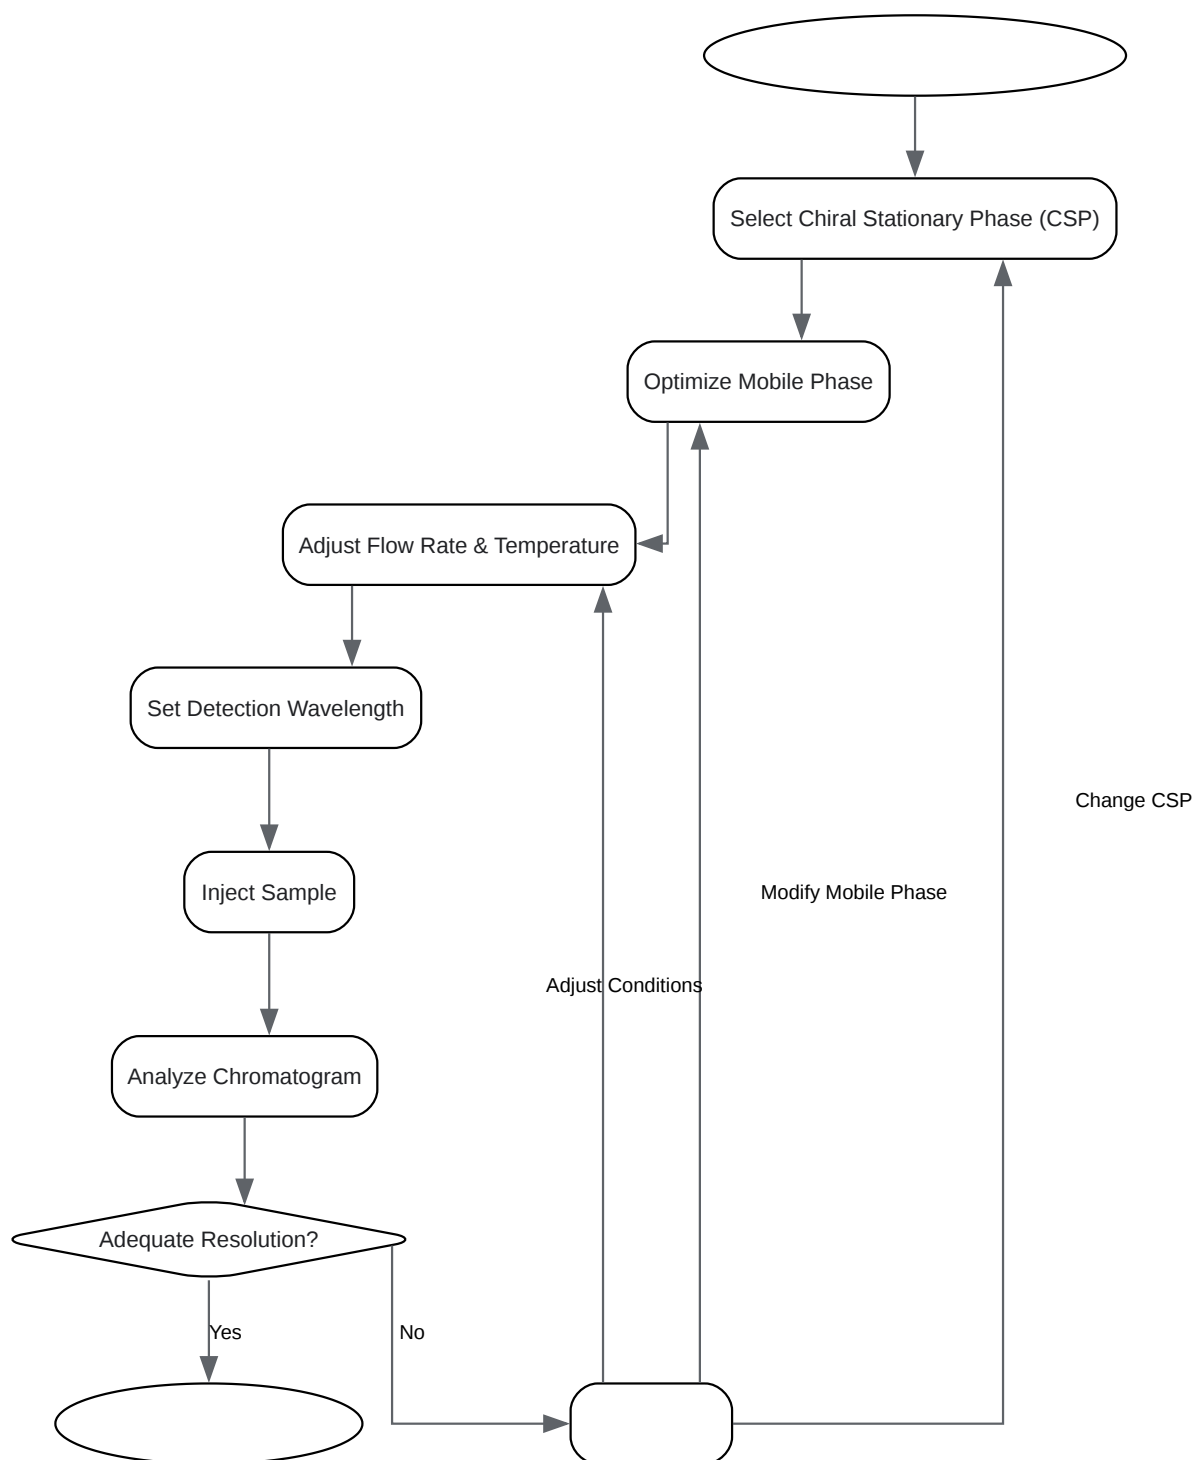 Select Chiral Stationary Phase (CSP)
Optimize Mobile Phase
Adjust Flow Rate & Temperature
Set Detection Wavelength
Change CSP
Inject Sample
Modify Mobile Phase
Adjust Conditions
Analyze Chromatogram
Adequate Resolution?
Yes
No